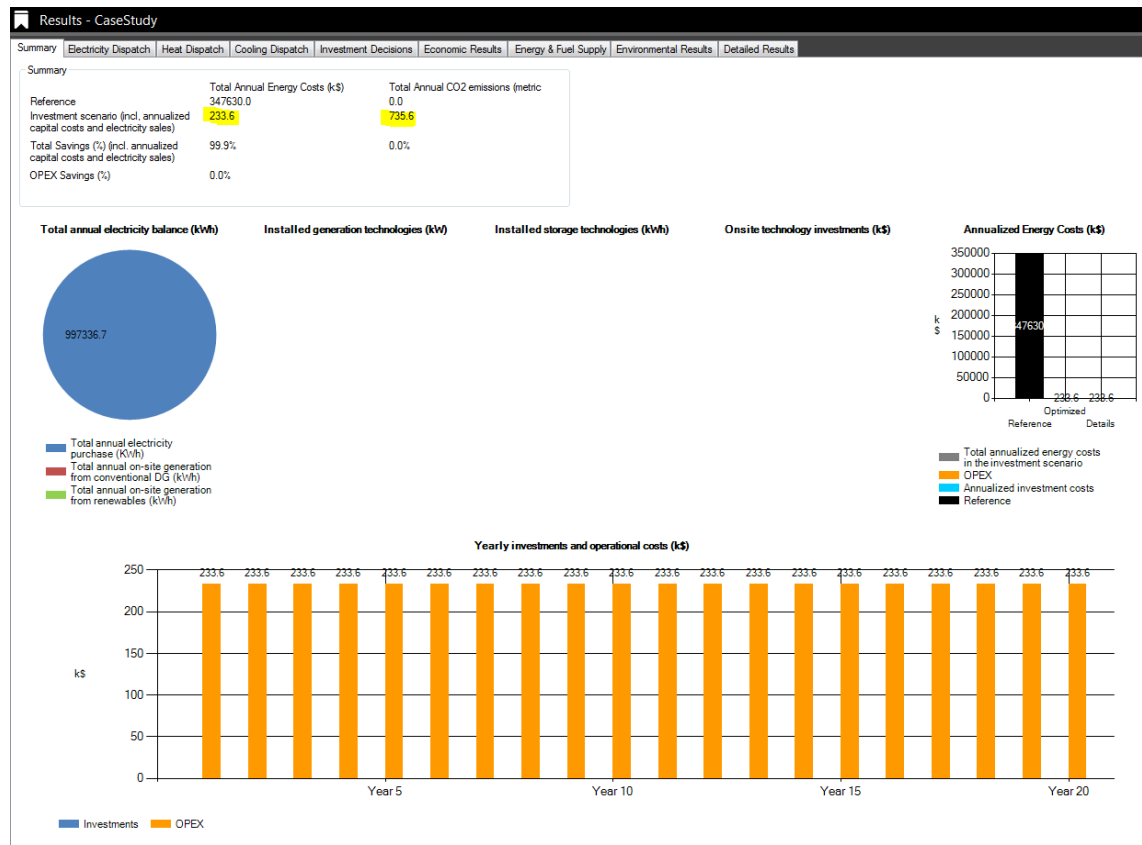 Results - CaseStudy
Summary Electricity Dispatch Heat Dispatch Cooling Dispatch Investment Decisions Economic Results Energy & Fuel Supply Environmental Results Detailed Results
Summary
Total Annual Energy Costs (k$) Total Annual CO2 emissions (metric
Reference 347630.0 0.0
Investment scenario (incl, annualized 233.6 735.6
capital costs and electricity sales)
Total Savings (%) (incl. annualized 99.9% 0.0%
capital costs and electricity sales)
OPEX Savings (%) 0.0%
Total annual electricity balance (kWh) Installed generation technologies (kW) Installed storage technologies (kWh) Onsite technology investments (k$) Annualized Energy Costs (k$)
997336.7
Total annual electricity
purchase (KWh)
Total annual on-site generation
from conventional DG (kWh)
Total annual on-site generation
from renewables (kWh)
350000
300000
250000
200000
150000
100000
50000
0
k
$
47630
233.6 233.6
Optimized
Reference Details
Total annualized energy costs
in the investment scenario
OPEX
Annualized investment costs
Reference
Yearly investments and operational costs (k$)
250
200
150
100
50
0
k$
233.6 233.6 233.6 233.6 233.6 233.6 233.6 233.6 233.6 233.6 233.6 233.6 233.6 233.6 233.6 233.6 233.6 233.6 233.6 233.6
Year 5 Year 10 Year 15 Year 20
Investments OPEX